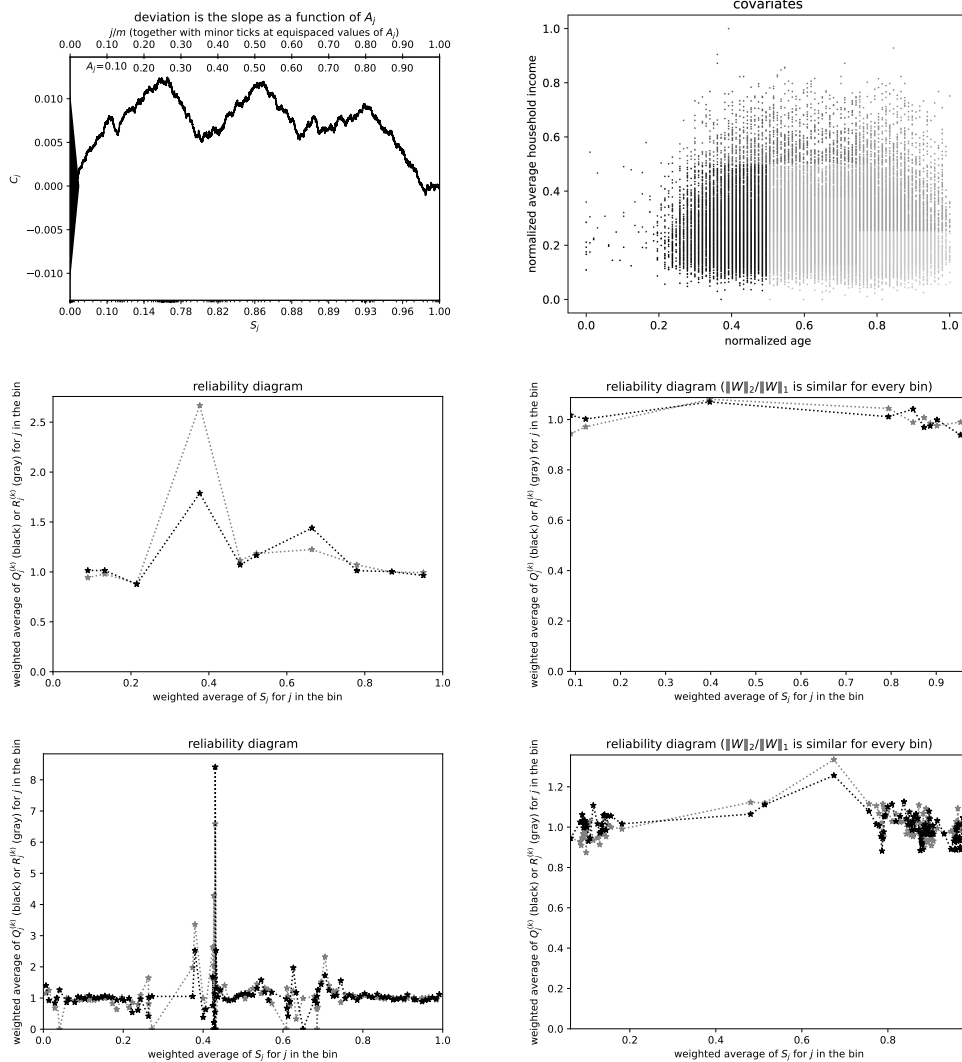 deviation is the slope as a function of A_j
j/m (together with minor ticks at equispaced values of A_j)
0.00 0.10 0.20 0.30 0.40 0.50 0.60 0.70 0.80 0.90 1.00
A_j=0.10 0.20 0.30 0.40 0.50 0.60 0.70 0.80 0.90
0.010
0.005
0.000
−0.005
−0.010
C_j
0.00 0.10 0.14 0.78 0.82 0.86 0.88 0.89 0.93 0.96 1.00
S_j
covariates
1.0
0.8
0.6
0.4
0.2
0.0
normalized average household income
0.0 0.2 0.4 0.6 0.8 1.0
normalized age
reliability diagram
2.5
2.0
1.5
1.0
0.5
0.0
weighted average of Q_j^(k) (black) or R_j^(k) (gray) for j in the bin
0.0 0.2 0.4 0.6 0.8 1.0
weighted average of S_j for j in the bin
reliability diagram (‖W‖₂/‖W‖₁ is similar for every bin)
1.0
0.8
0.6
0.4
0.2
0.0
weighted average of Q_j^(k) (black) or R_j^(k) (gray) for j in the bin
0.1 0.2 0.3 0.4 0.5 0.6 0.7 0.8 0.9
weighted average of S_j for j in the bin
reliability diagram
8
7
6
5
4
3
2
1
0
weighted average of Q_j^(k) (black) or R_j^(k) (gray) for j in the bin
0.0 0.2 0.4 0.6 0.8 1.0
weighted average of S_j for j in the bin
reliability diagram (‖W‖₂/‖W‖₁ is similar for every bin)
1.2
1.0
0.8
0.6
0.4
0.2
0.0
weighted average of Q_j^(k) (black) or R_j^(k) (gray) for j in the bin
0.2 0.4 0.6 0.8
weighted average of S_j for j in the bin